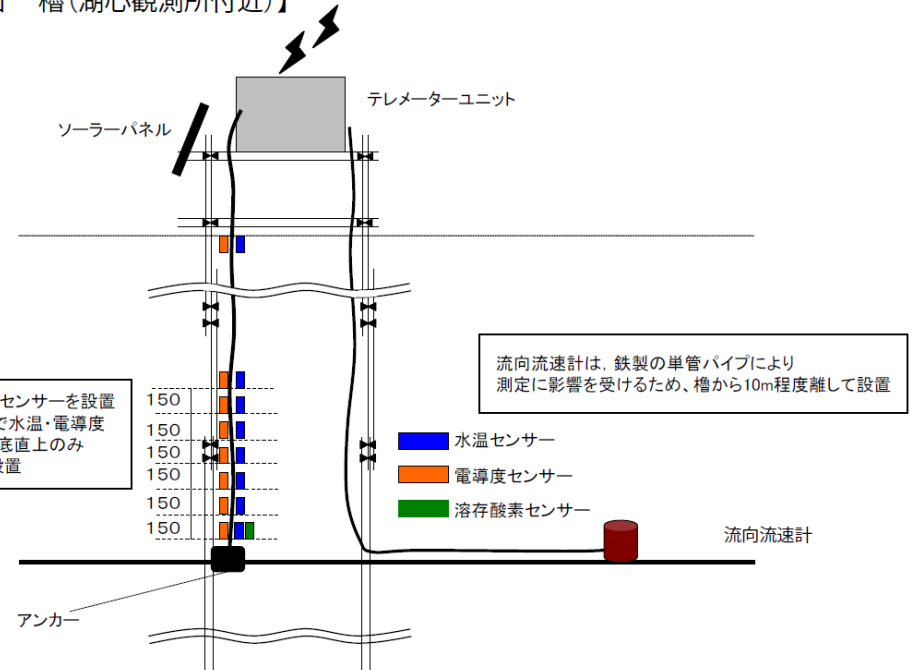 櫓(湖心観測所付近)】
テレメーターユニット
ソーラーパネル
流向流速計は，鉄製の単管パイプにより
測定に影響を受けるため、櫓から10m程度離して設置
センサーを設置
で水温・電導度
底直上のみ
設置
150
150
150
150
150
150
水温センサー
電導度センサー
溶存酸素センサー
流向流速計
アンカー